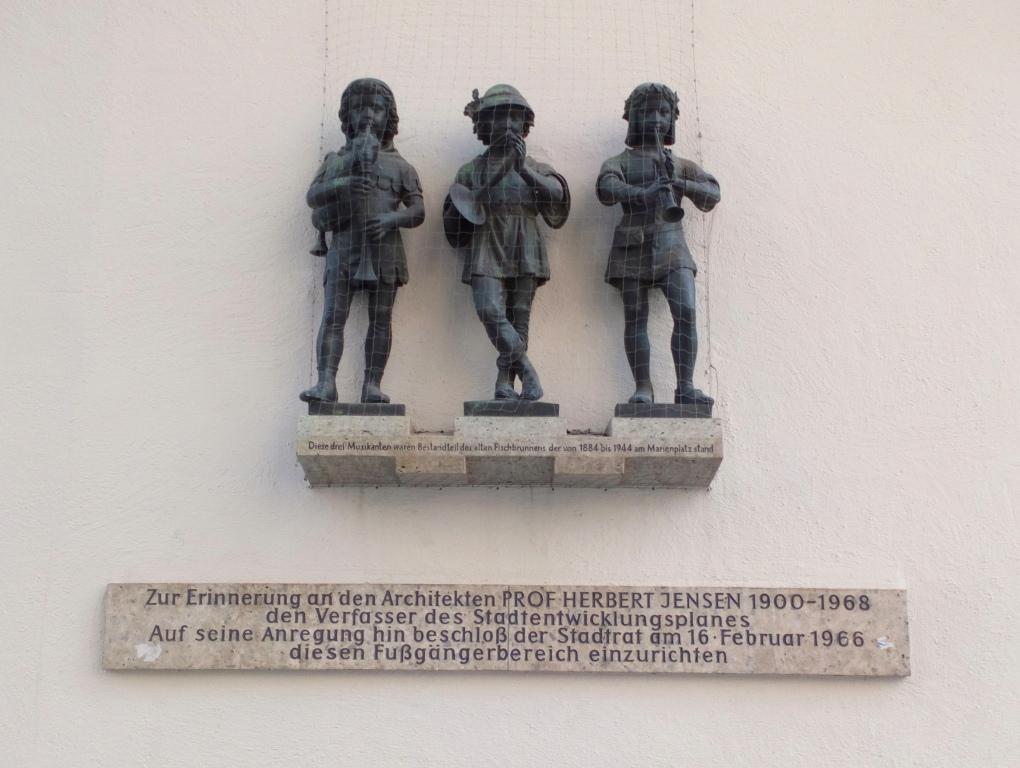 Diese drei Musikanten waren Bestandteil des alten Fischbrunnens der von 1884 bis 1944 am Marienplatz stand
Zur Erinnerung an den Architekten PROF HERBERT JENSEN 1900-1968
den Verfasser des Stadtentwicklungsplanes
Auf seine Anregung hin beschloß der Stadtrat am 16·Februar 1966
diesen Fußgängerbereich einzurichten